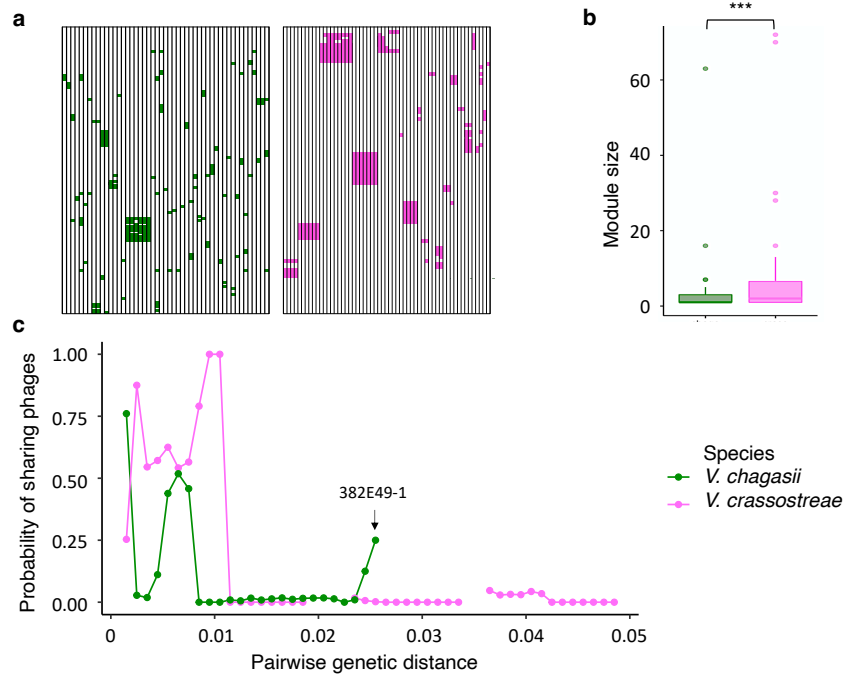 a
b
***
Module size
60
40
20
0
c
Probability of sharing phages
1.00
0.75
0.50
0.25
0.00
382E49-1
0
0.01
0.02
0.03
0.04
0.05
Pairwise genetic distance
Species
V. chagasii
V. crassostreae